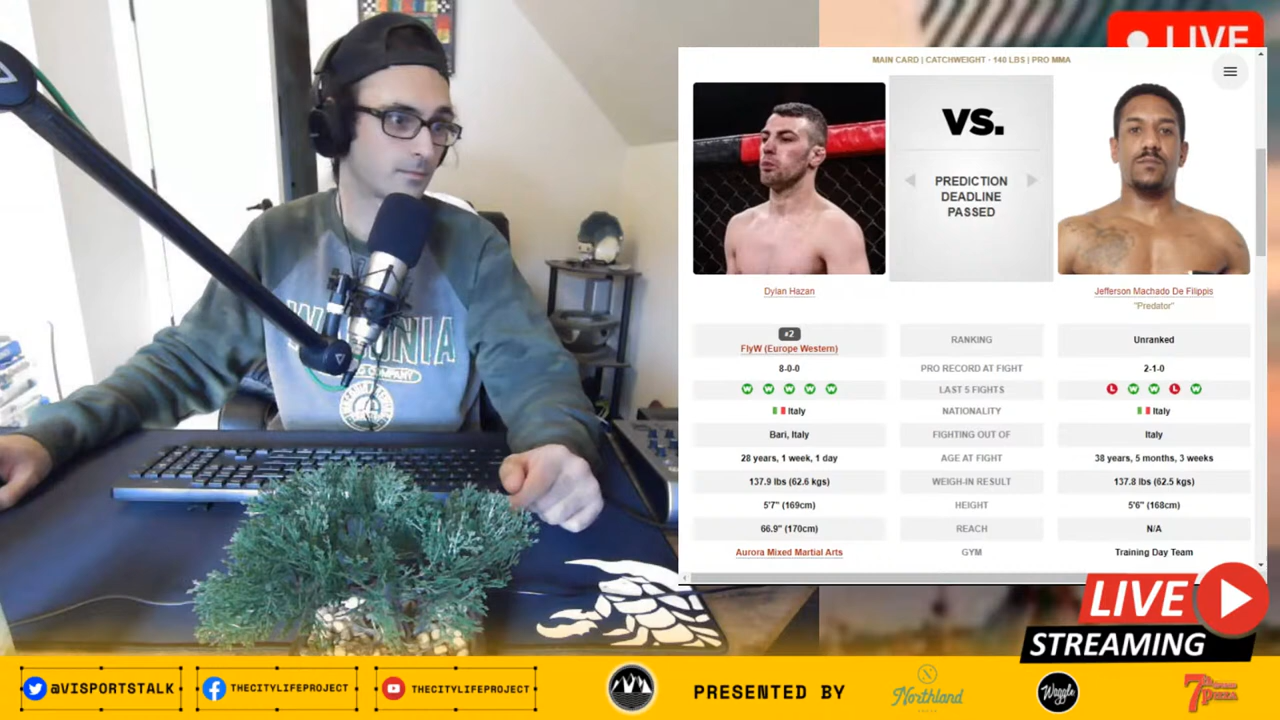 LIVE
MAIN CARD | CATCHWEIGHT · 140 LBS | PRO MMA
VS.
PREDICTION
DEADLINE
PASSED
Dylan Hazan
Jefferson Machado De Filippis
"Predator"
#2
FlyW (Europe Western)
RANKING
Unranked
8-0-0
PRO RECORD AT FIGHT
2-1-0
W W W W W
LAST 5 FIGHTS
L W W L W
Italy
NATIONALITY
Italy
Bari, Italy
FIGHTING OUT OF
Italy
28 years, 1 week, 1 day
AGE AT FIGHT
38 years, 5 months, 3 weeks
137.9 lbs (62.6 kgs)
WEIGH-IN RESULT
137.8 lbs (62.5 kgs)
5'7" (169cm)
HEIGHT
5'6" (168cm)
66.9" (170cm)
REACH
N/A
Aurora Mixed Martial Arts
GYM
Training Day Team
LIVE
STREAMING
@VISPORTSTALK
THECITYLIFEPROJECT
THECITYLIFEPROJECT
PRESENTED BY
Northland
Waggle